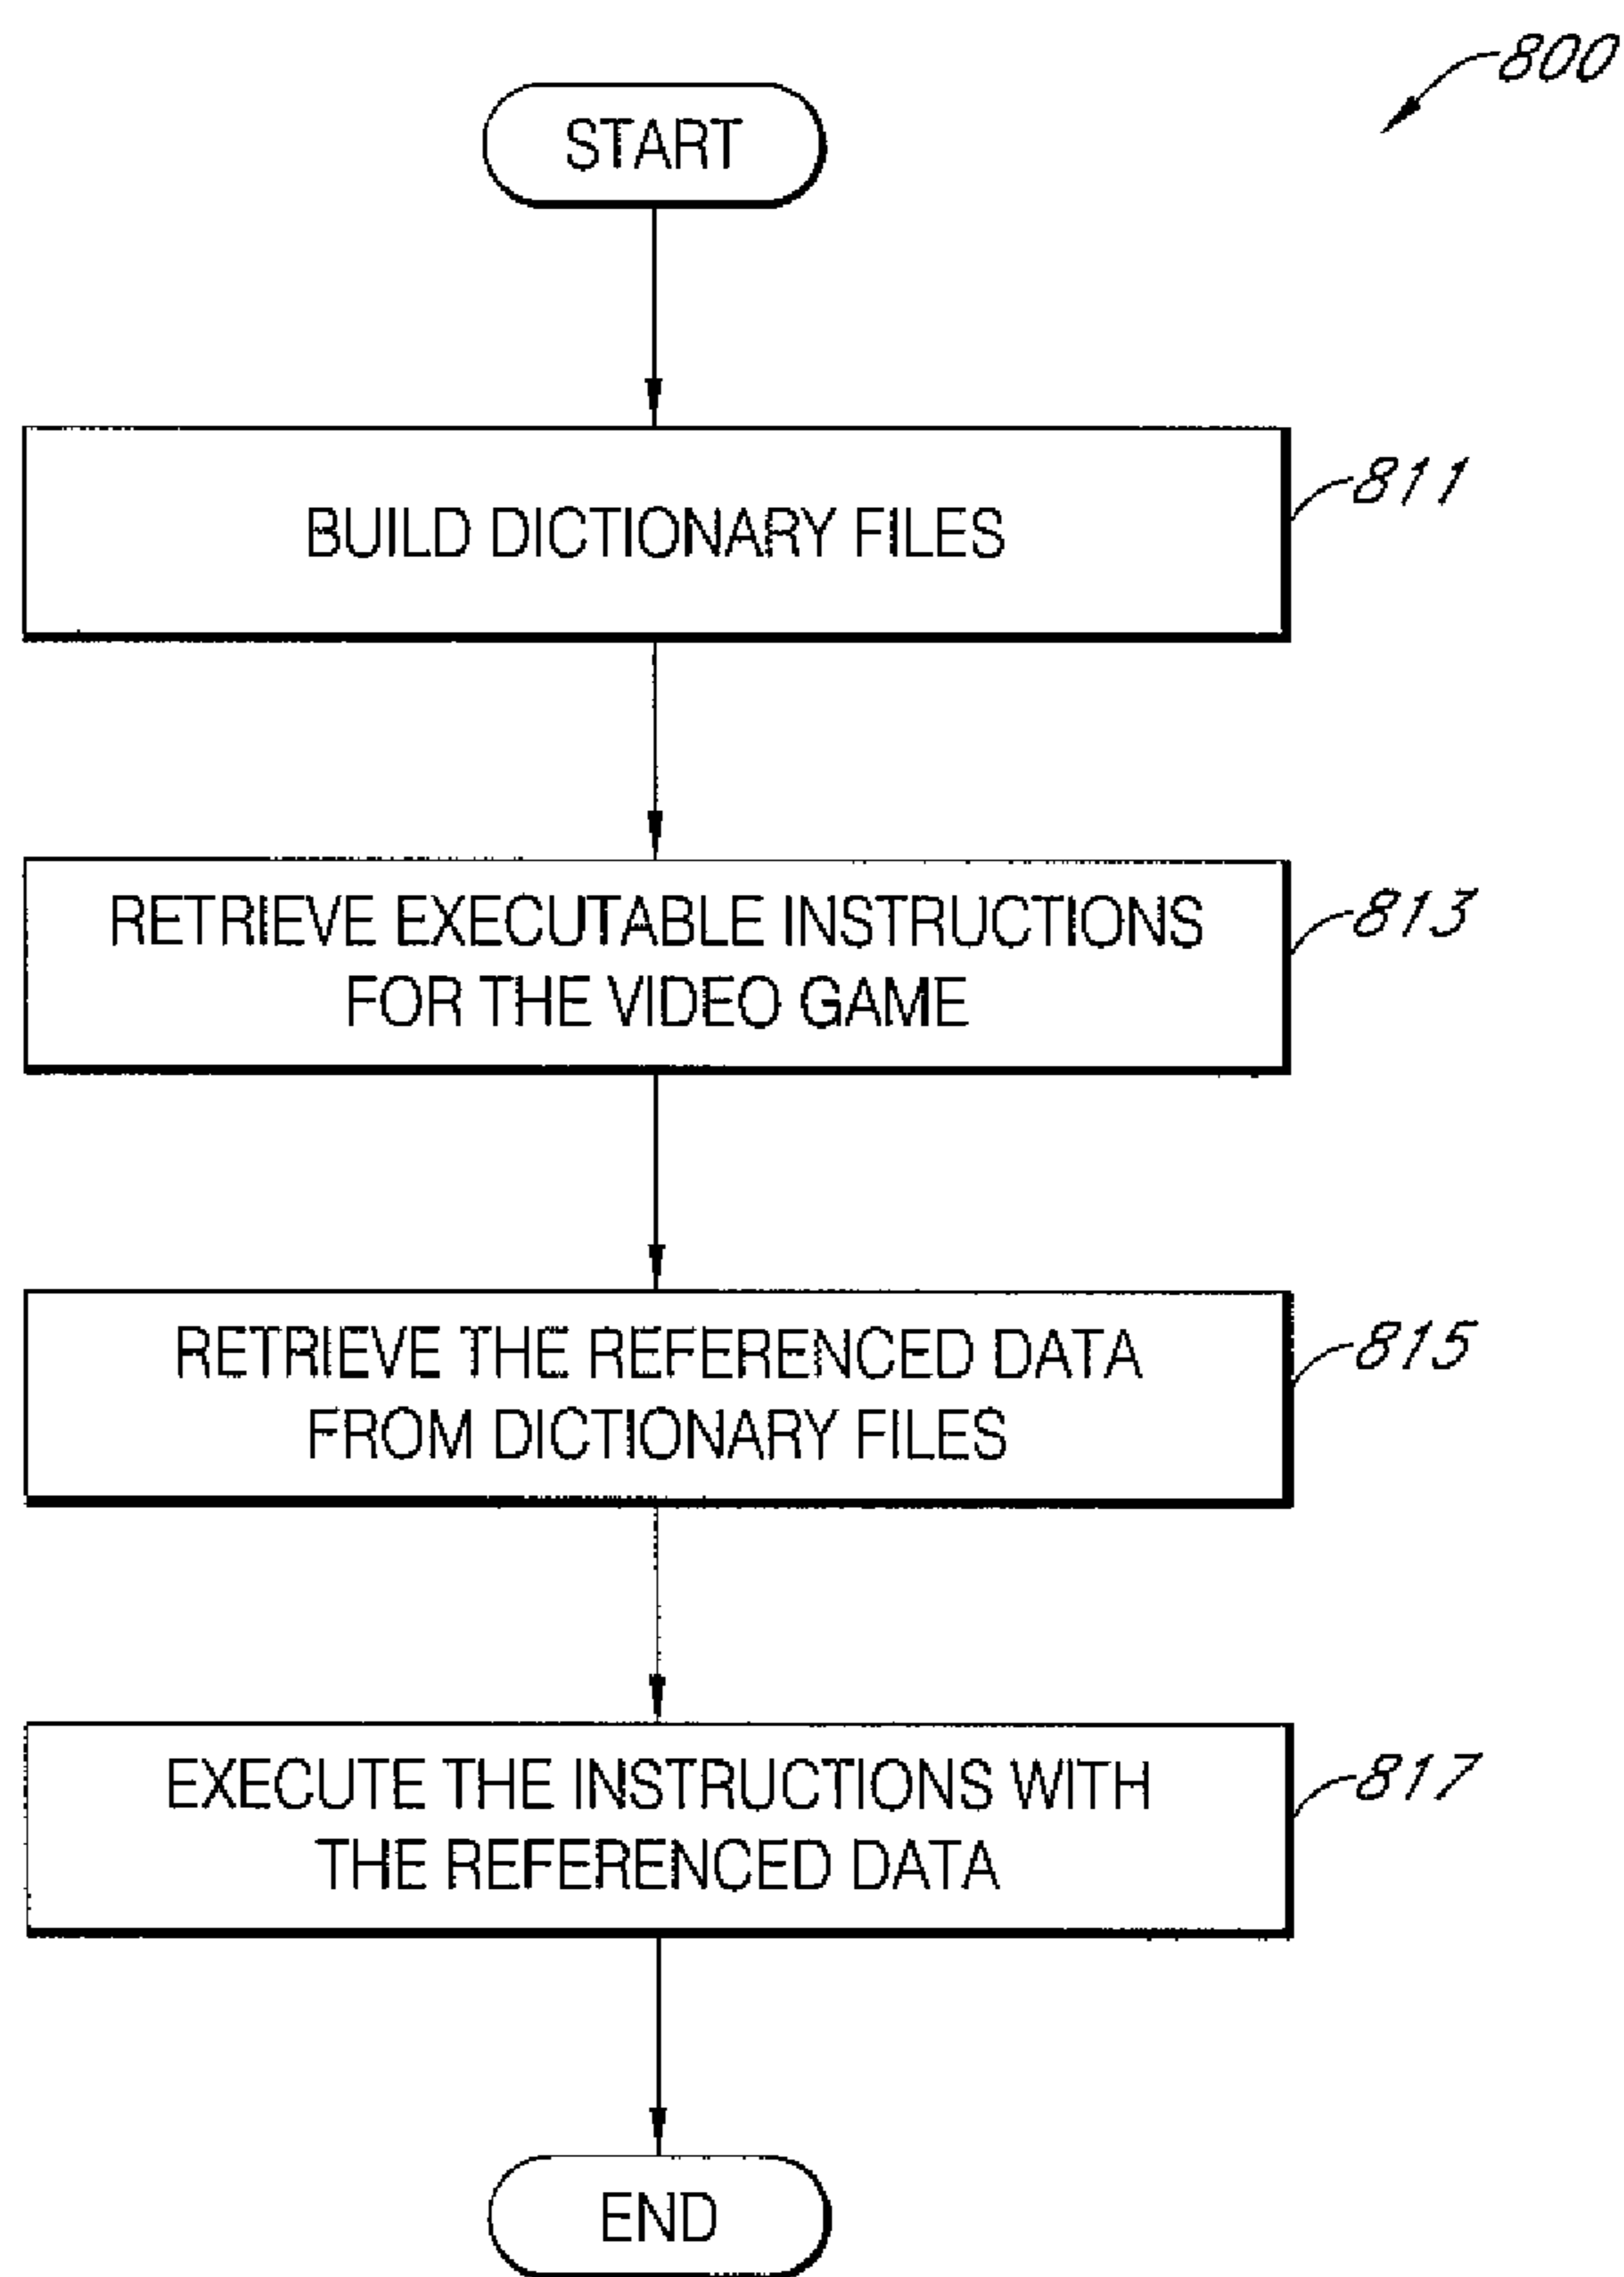 800
START
BUILD DICTIONARY FILES
811
RETRIEVE EXECUTABLE INSTRUCTIONS
FOR THE VIDEO GAME
813
RETRIEVE THE REFERENCED DATA
FROM DICTIONARY FILES
815
EXECUTE THE INSTRUCTIONS WITH
THE REFERENCED DATA
817
END